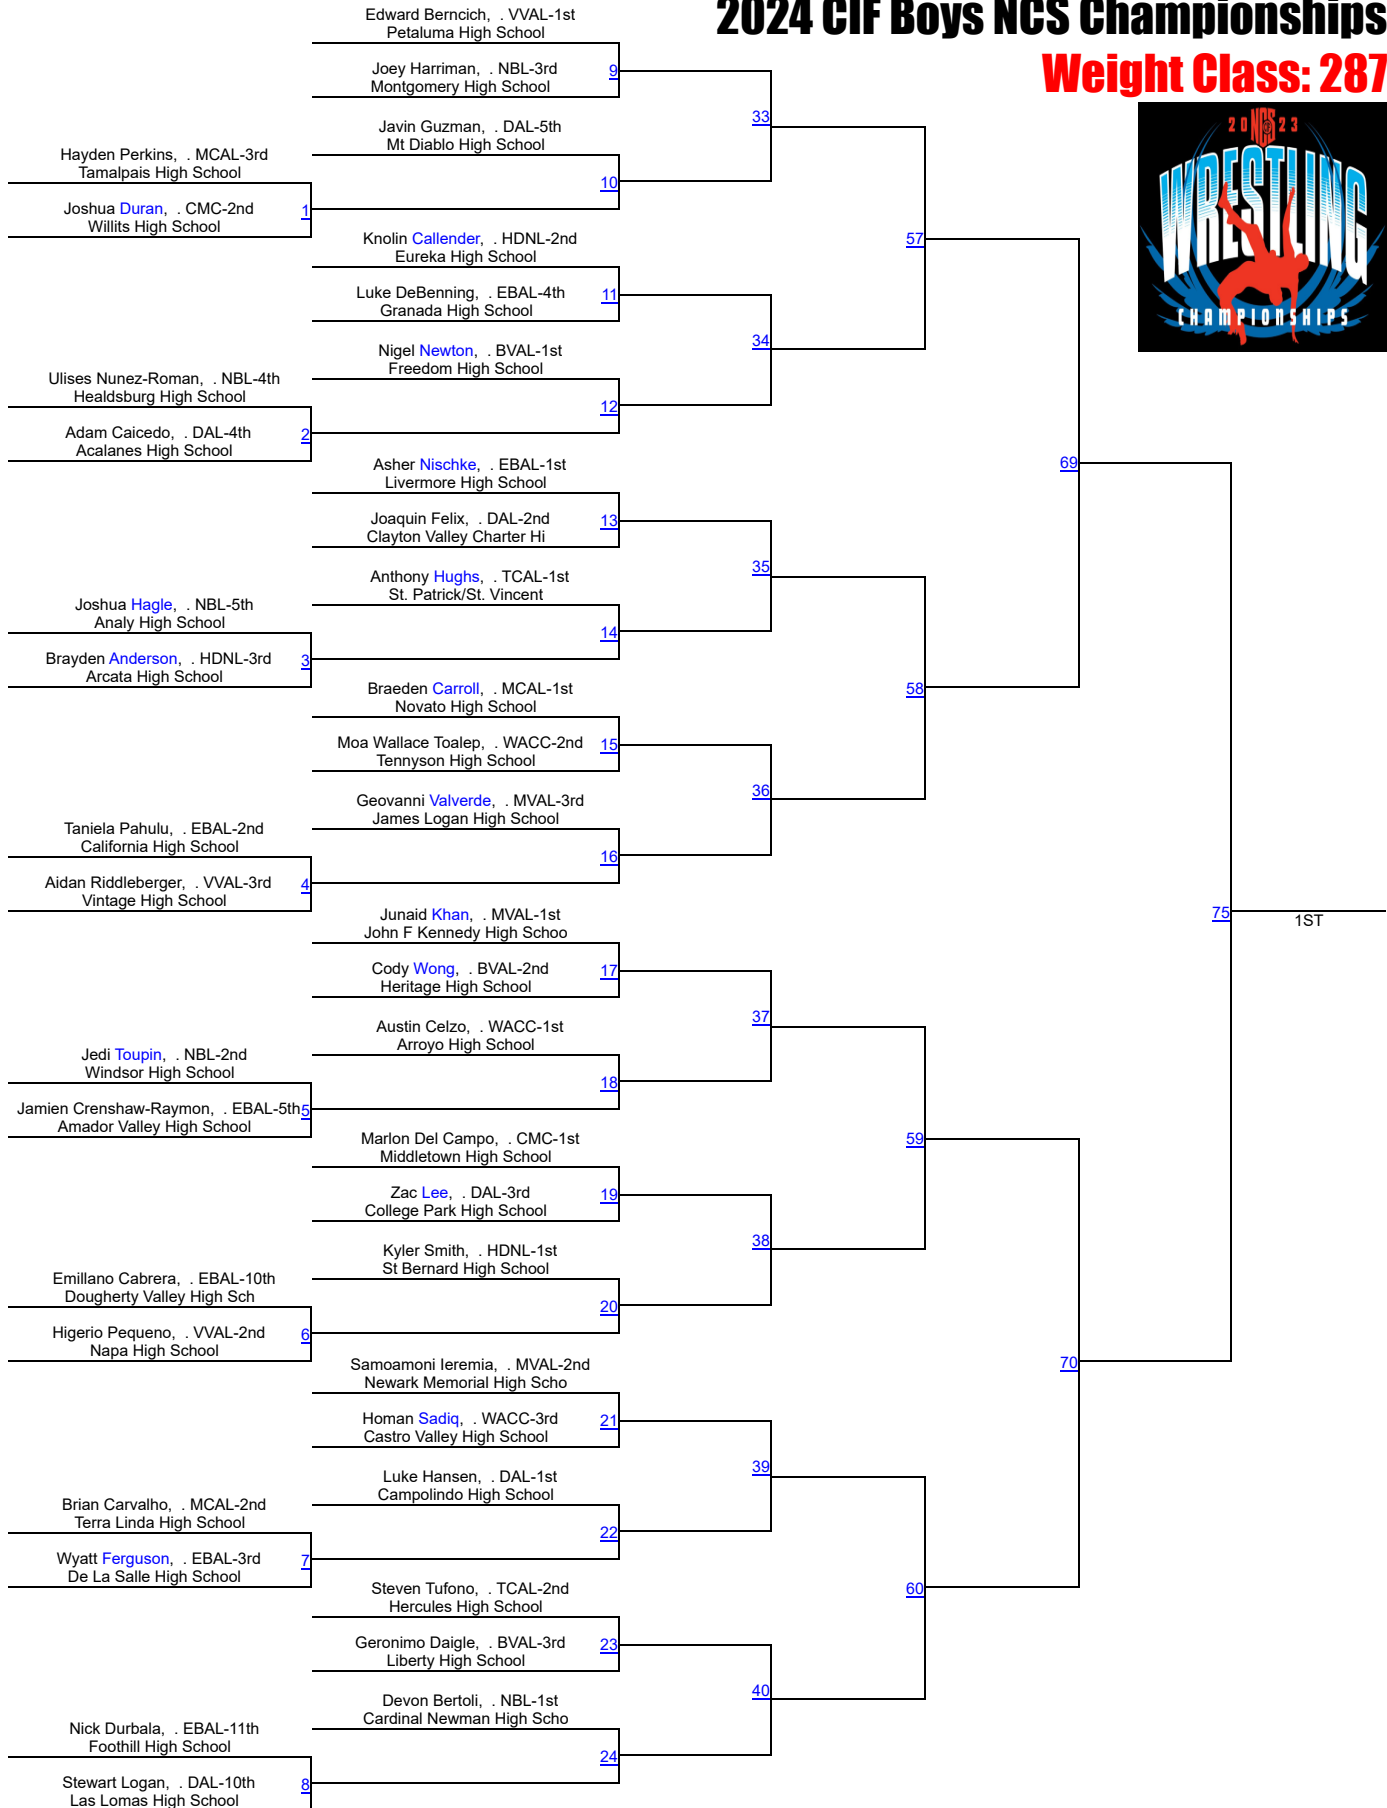 2024 CIF Boys NCS Championships
Weight Class: 287
20 NCS 23
WRESTLING
CHAMPIONSHIPS
Edward Berncich, . VVAL-1st
Petaluma High School
Joey Harriman, . NBL-3rd
9
Montgomery High School
33
Javin Guzman, . DAL-5th
Mt Diablo High School
Hayden Perkins, . MCAL-3rd
Tamalpais High School
10
Joshua Duran, . CMC-2nd
1
Willits High School
Knolin Callender, . HDNL-2nd
57
Eureka High School
Luke DeBenning, . EBAL-4th
11
Granada High School
34
Nigel Newton, . BVAL-1st
Freedom High School
Ulises Nunez-Roman, . NBL-4th
Healdsburg High School
12
Adam Caicedo, . DAL-4th
2
Acalanes High School
Asher Nischke, . EBAL-1st
69
Livermore High School
Joaquin Felix, . DAL-2nd
13
Clayton Valley Charter Hi
35
Anthony Hughs, . TCAL-1st
St. Patrick/St. Vincent
Joshua Hagle, . NBL-5th
Analy High School
14
Brayden Anderson, . HDNL-3rd
3
Arcata High School
Braeden Carroll, . MCAL-1st
58
Novato High School
Moa Wallace Toalep, . WACC-2nd
15
Tennyson High School
36
Geovanni Valverde, . MVAL-3rd
James Logan High School
Taniela Pahulu, . EBAL-2nd
California High School
16
Aidan Riddleberger, . VVAL-3rd
4
Vintage High School
Junaid Khan, . MVAL-1st
75
1ST
John F Kennedy High Schoo
Cody Wong, . BVAL-2nd
17
Heritage High School
37
Austin Celzo, . WACC-1st
Arroyo High School
Jedi Toupin, . NBL-2nd
Windsor High School
18
Jamien Crenshaw-Raymon, . EBAL-5th
5
Amador Valley High School
Marlon Del Campo, . CMC-1st
59
Middletown High School
Zac Lee, . DAL-3rd
19
College Park High School
38
Kyler Smith, . HDNL-1st
St Bernard High School
Emillano Cabrera, . EBAL-10th
Dougherty Valley High Sch
20
Higerio Pequeno, . VVAL-2nd
6
Napa High School
Samoamoni Ieremia, . MVAL-2nd
70
Newark Memorial High Scho
Homan Sadiq, . WACC-3rd
21
Castro Valley High School
39
Luke Hansen, . DAL-1st
Campolindo High School
Brian Carvalho, . MCAL-2nd
Terra Linda High School
22
Wyatt Ferguson, . EBAL-3rd
7
De La Salle High School
Steven Tufono, . TCAL-2nd
60
Hercules High School
Geronimo Daigle, . BVAL-3rd
23
Liberty High School
40
Devon Bertoli, . NBL-1st
Cardinal Newman High Scho
Nick Durbala, . EBAL-11th
Foothill High School
24
Stewart Logan, . DAL-10th
8
Las Lomas High School